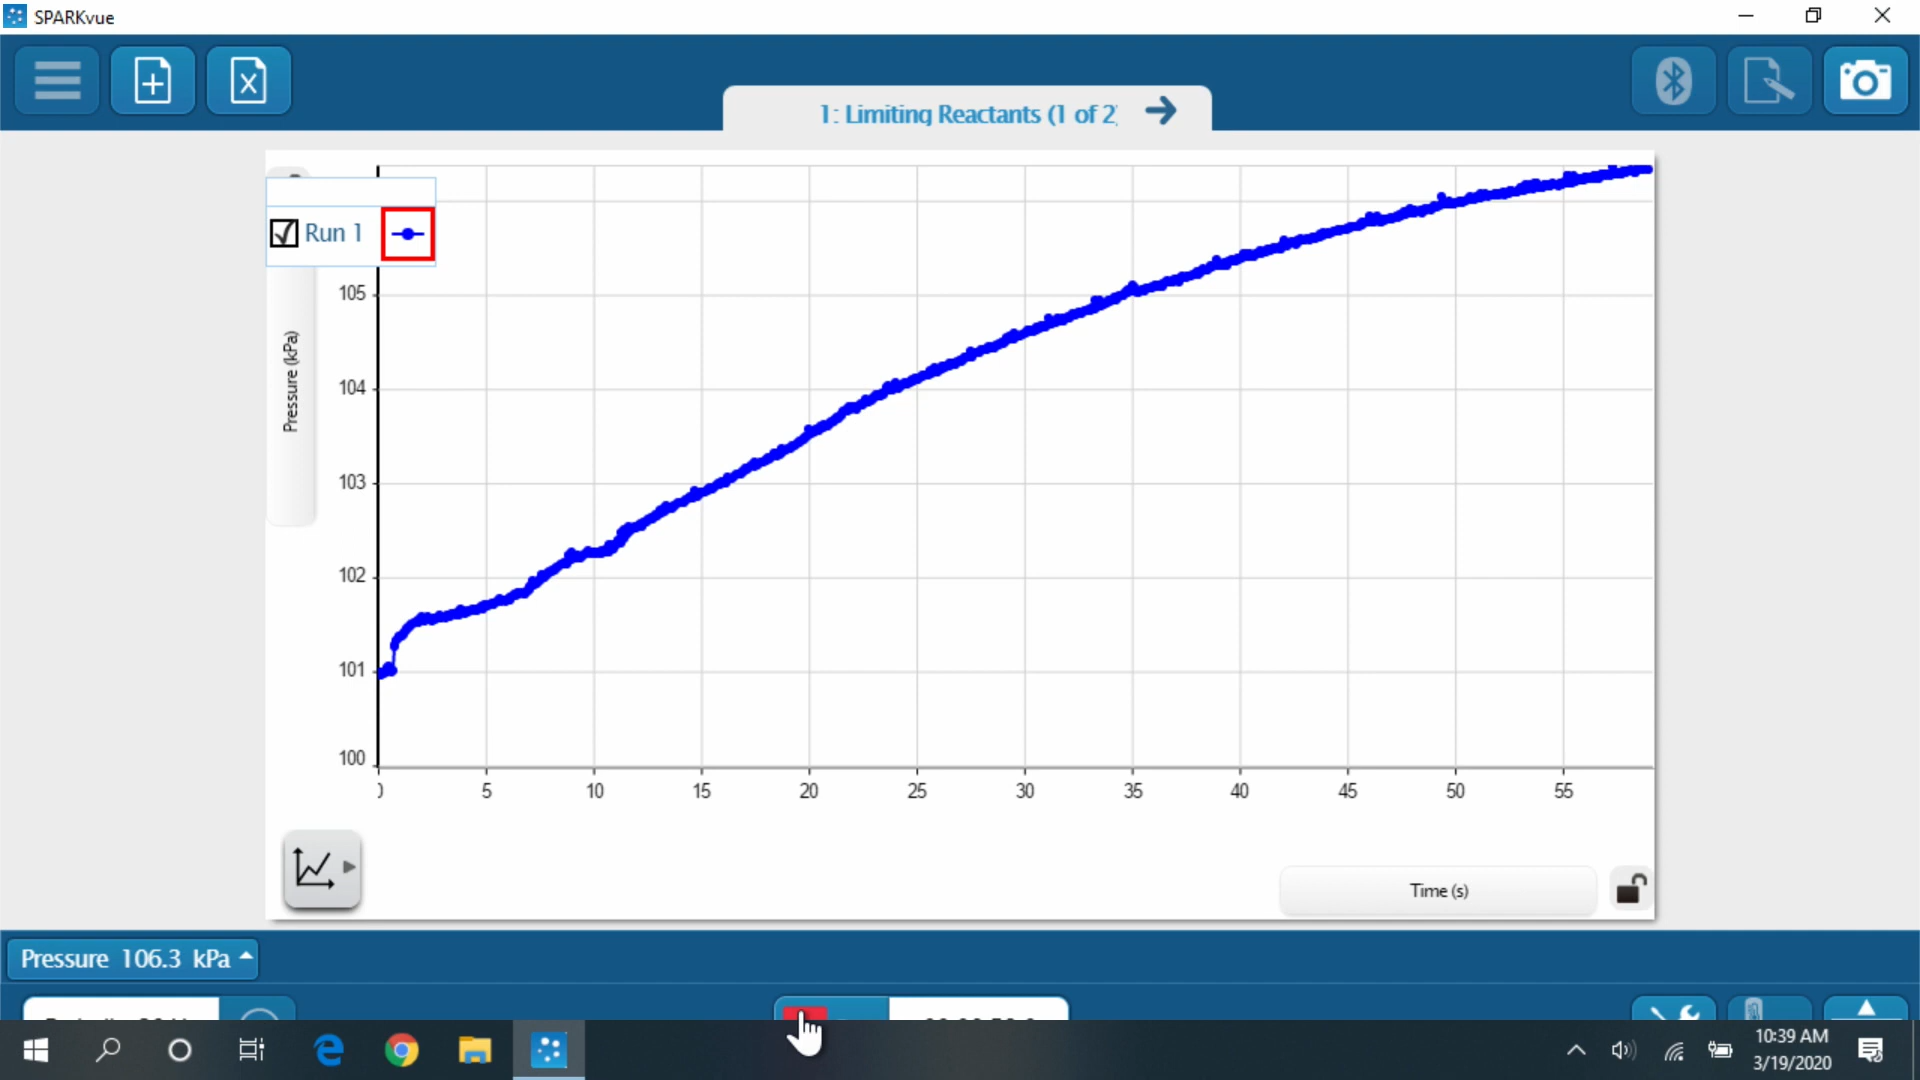 SPARKvue
1: Limiting Reactants (1 of 2
Run 1
Pressure (kPa)
105
104
103
102
101
100
5
10
15
20
25
30
35
40
45
50
55
Time (s)
Pressure 106.3 kPa
10:39 AM
3/19/2020